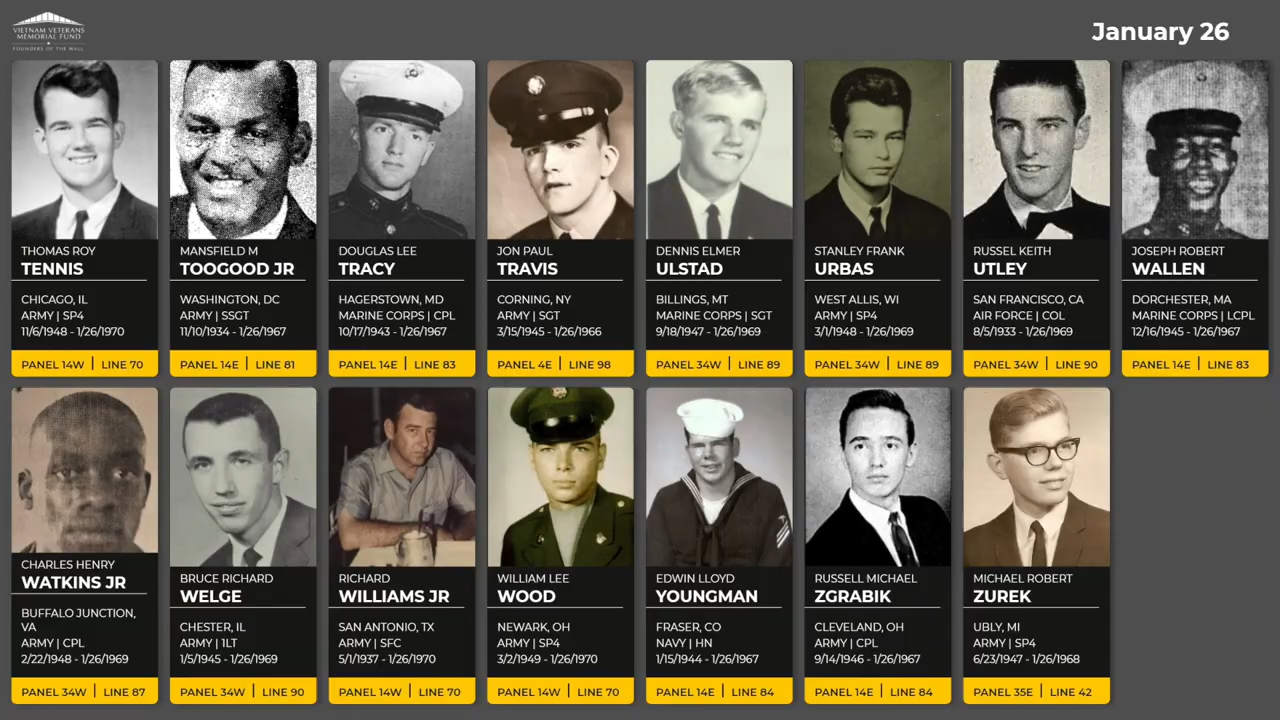 VIETNAM VETERANS
MEMORIAL FUND
FOUNDERS OF THE WALL
January 26
THOMAS ROY
TENNIS
CHICAGO, IL
ARMY | SP4
11/6/1948 - 1/26/1970
PANEL 14W | LINE 70
MANSFIELD M
TOOGOOD JR
WASHINGTON, DC
ARMY | SSGT
11/10/1934 - 1/26/1967
PANEL 14E | LINE 81
DOUGLAS LEE
TRACY
HAGERSTOWN, MD
MARINE CORPS | CPL
10/17/1943 - 1/26/1967
PANEL 14E | LINE 83
JON PAUL
TRAVIS
CORNING, NY
ARMY | SGT
3/15/1945 - 1/26/1966
PANEL 4E | LINE 98
DENNIS ELMER
ULSTAD
BILLINGS, MT
MARINE CORPS | SGT
9/18/1947 - 1/26/1969
PANEL 34W | LINE 89
STANLEY FRANK
URBAS
WEST ALLIS, WI
ARMY | SP4
3/1/1948 - 1/26/1969
PANEL 34W | LINE 89
RUSSEL KEITH
UTLEY
SAN FRANCISCO, CA
AIR FORCE | COL
8/5/1933 - 1/26/1969
PANEL 34W | LINE 90
JOSEPH ROBERT
WALLEN
DORCHESTER, MA
MARINE CORPS | LCPL
12/16/1945 - 1/26/1967
PANEL 14E | LINE 83
CHARLES HENRY
WATKINS JR
BUFFALO JUNCTION,
VA
ARMY | CPL
2/22/1948 - 1/26/1969
PANEL 34W | LINE 87
BRUCE RICHARD
WELGE
CHESTER, IL
ARMY | 1LT
1/5/1945 - 1/26/1969
PANEL 34W | LINE 90
RICHARD
WILLIAMS JR
SAN ANTONIO, TX
ARMY | SFC
5/1/1937 - 1/26/1970
PANEL 14W | LINE 70
WILLIAM LEE
WOOD
NEWARK, OH
ARMY | SP4
3/2/1949 - 1/26/1970
PANEL 14W | LINE 70
EDWIN LLOYD
YOUNGMAN
FRASER, CO
NAVY | HN
1/15/1944 - 1/26/1967
PANEL 14E | LINE 84
RUSSELL MICHAEL
ZGRABIK
CLEVELAND, OH
ARMY | CPL
9/14/1946 - 1/26/1967
PANEL 14E | LINE 84
MICHAEL ROBERT
ZUREK
UBLY, MI
ARMY | SP4
6/23/1947 - 1/26/1968
PANEL 35E | LINE 42